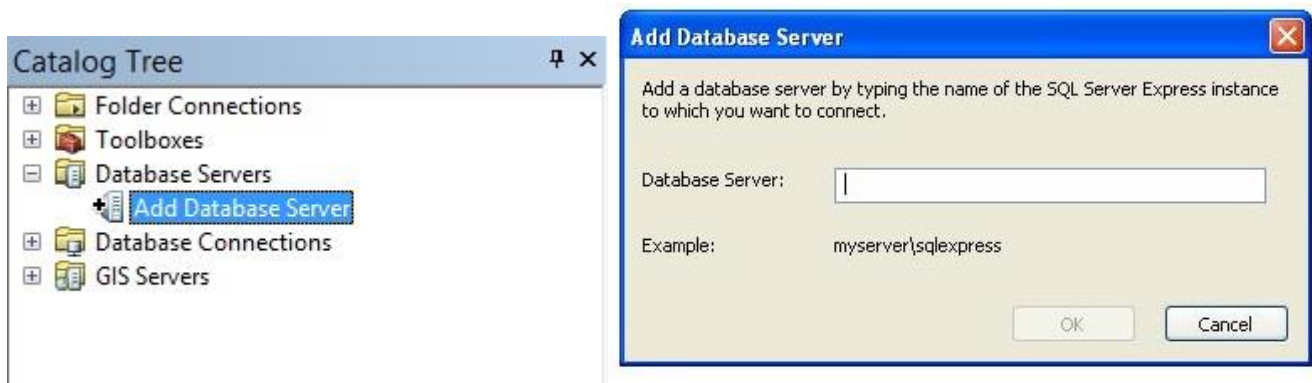 Catalog Tree
Folder Connections
Toolboxes
Database Servers
Add Database Server
Database Connections
GIS Servers
Add Database Server
Add a database server by typing the name of the SQL Server Express instance
to which you want to connect.
Database Server:
Example: myserver\sqlexpress
OK Cancel